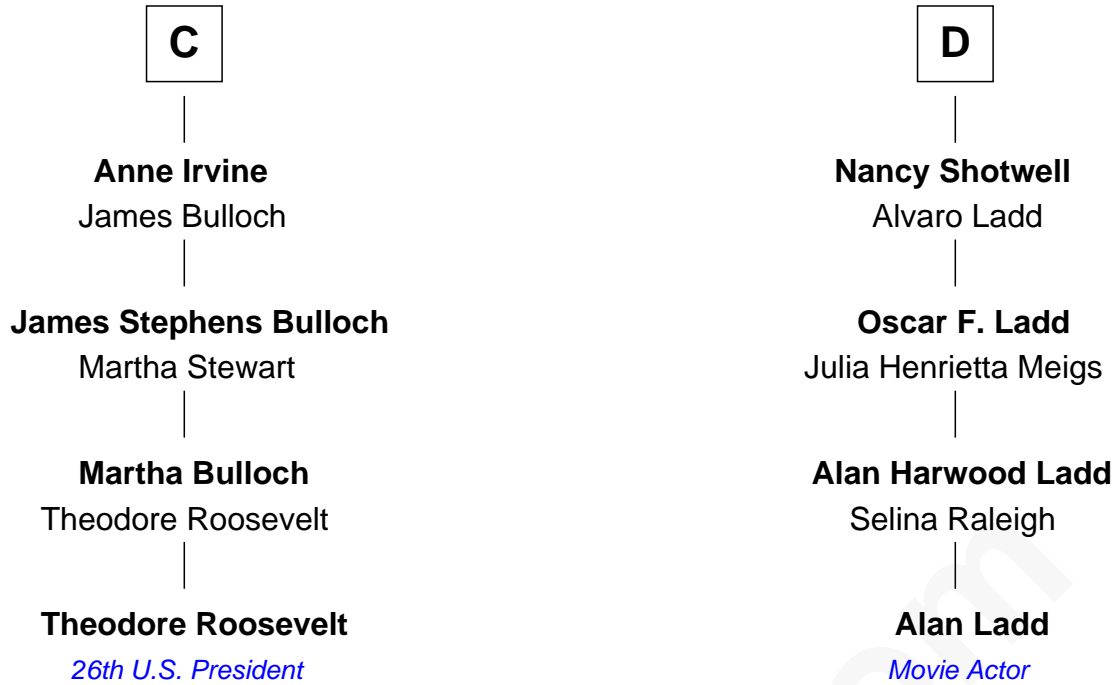 C
Anne Irvine
James Bulloch
James Stephens Bulloch
Martha Stewart
Martha Bulloch
Theodore Roosevelt
Theodore Roosevelt
26th U.S. President
D
Nancy Shotwell
Alvaro Ladd
Oscar F. Ladd
Julia Henrietta Meigs
Alan Harwood Ladd
Selina Raleigh
Alan Ladd
Movie Actor